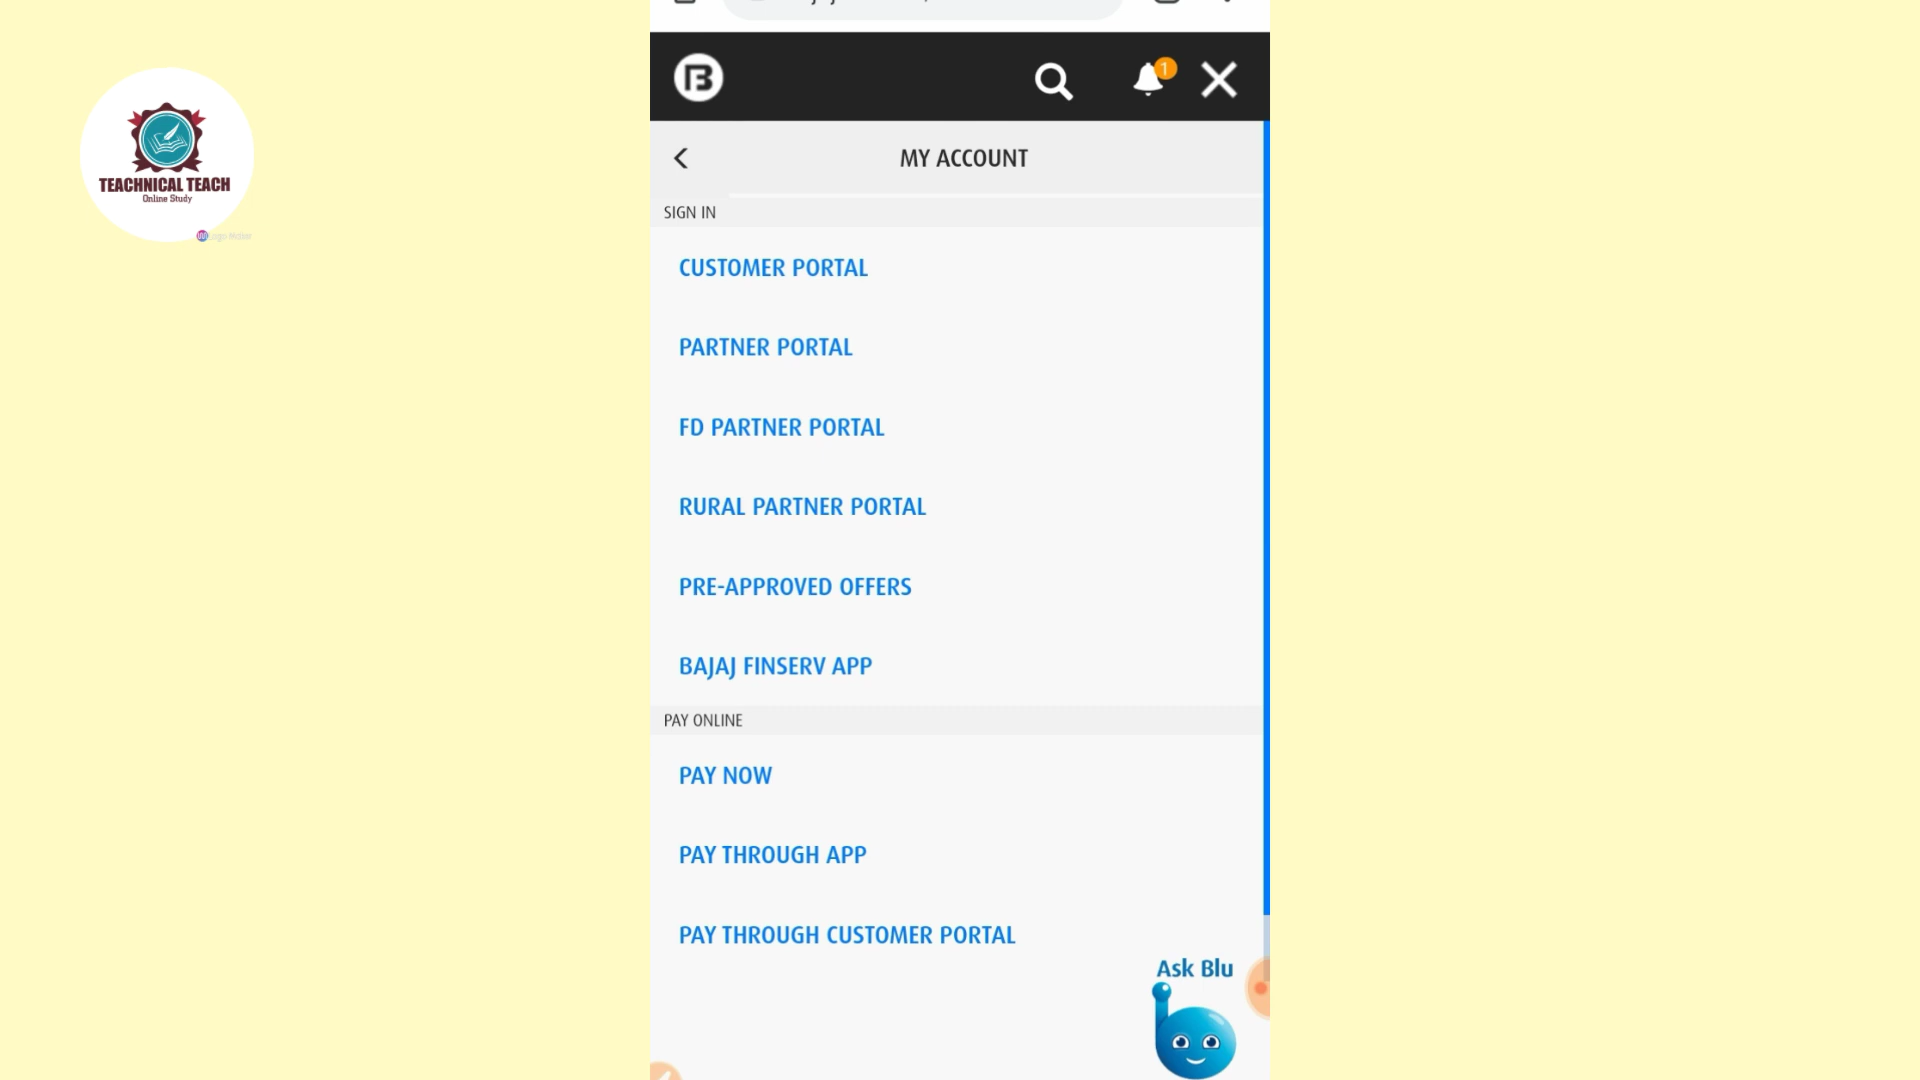 TEACHNICAL TEACH
Online Study
Logo Maker
1
MY ACCOUNT
SIGN IN
CUSTOMER PORTAL
PARTNER PORTAL
FD PARTNER PORTAL
RURAL PARTNER PORTAL
PRE-APPROVED OFFERS
BAJAJ FINSERV APP
PAY ONLINE
PAY NOW
PAY THROUGH APP
PAY THROUGH CUSTOMER PORTAL
Ask Blu